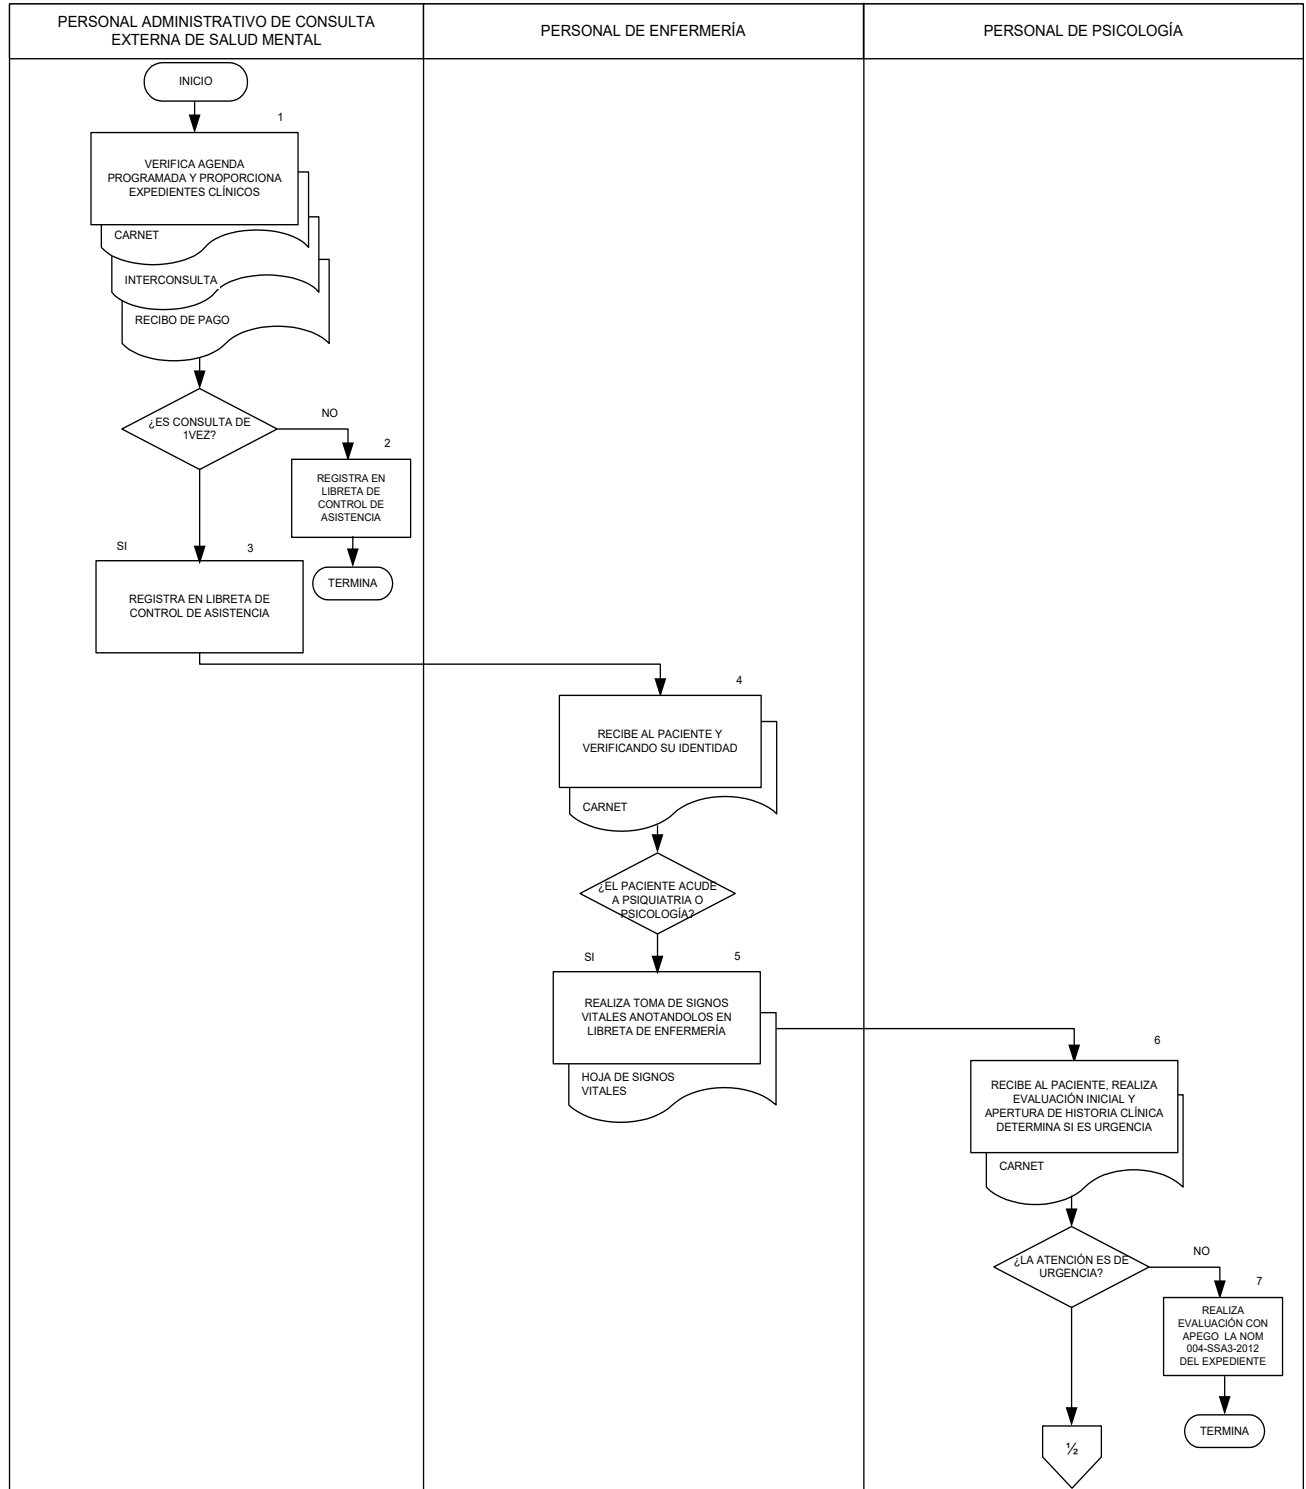 PERSONAL ADMINISTRATIVO DE CONSULTA
EXTERNA DE SALUD MENTAL
PERSONAL DE ENFERMERÍA
PERSONAL DE PSICOLOGÍA
INICIO
1
VERIFICA AGENDA
PROGRAMADA Y PROPORCIONA
EXPEDIENTES CLÍNICOS
CARNET
INTERCONSULTA
RECIBO DE PAGO
¿ES CONSULTA DE
1VEZ?
NO
2
REGISTRA EN
LIBRETA DE
CONTROL DE
ASISTENCIA
TERMINA
SI
3
REGISTRA EN LIBRETA DE
CONTROL DE ASISTENCIA
4
RECIBE AL PACIENTE Y
VERIFICANDO SU IDENTIDAD
CARNET
¿EL PACIENTE ACUDE
A PSIQUIATRIA O
PSICOLOGÍA?
SI
5
REALIZA TOMA DE SIGNOS
VITALES ANOTANDOLOS EN
LIBRETA DE ENFERMERÍA
HOJA DE SIGNOS
VITALES
6
RECIBE AL PACIENTE, REALIZA
EVALUACIÓN INICIAL Y
APERTURA DE HISTORIA CLÍNICA
DETERMINA SI ES URGENCIA
CARNET
¿LA ATENCIÓN ES DE
URGENCIA?
NO
7
REALIZA
EVALUACIÓN CON
APEGO LA NOM
004-SSA3-2012
DEL EXPEDIENTE
TERMINA
½